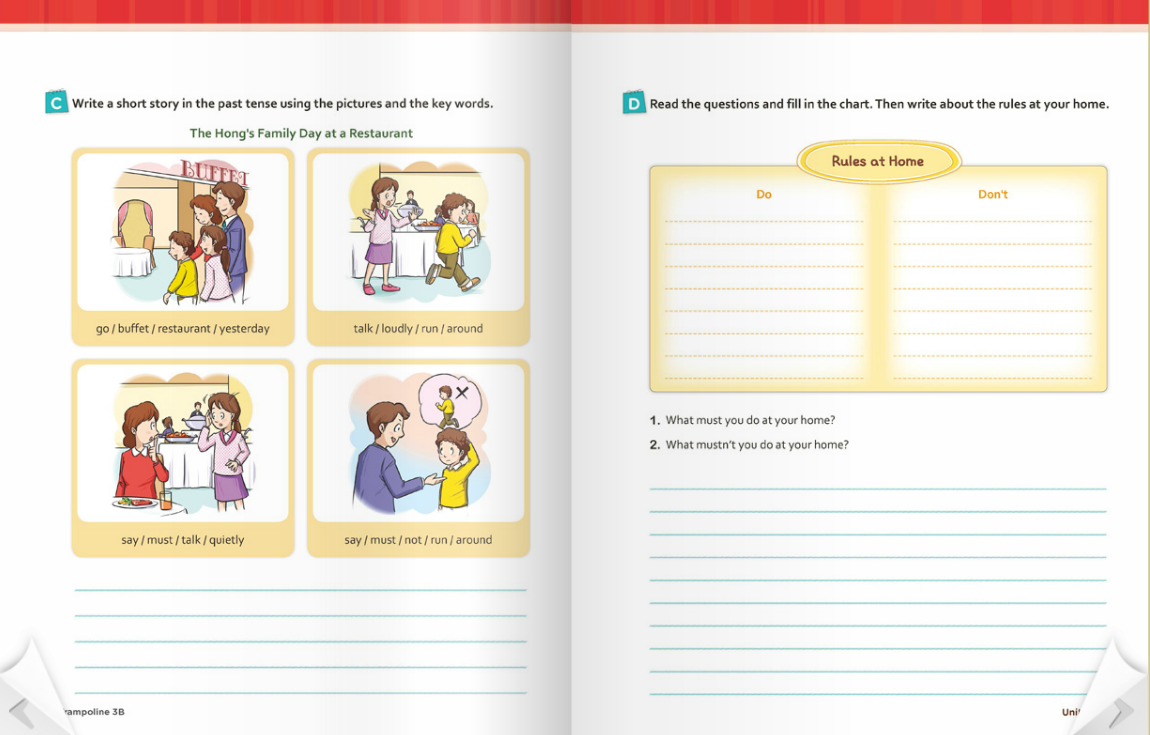 C Write a short story in the past tense using the pictures and the key words.
The Hong's Family Day at a Restaurant
BUFFET
go / buffet / restaurant / yesterday
talk / loudly / run / around
say / must / talk / quietly
say / must / not / run / around
rampoline 3B
D Read the questions and fill in the chart. Then write about the rules at your home.
Rules at Home
Do
Don't
1. What must you do at your home?
2. What mustn't you do at your home?
Uni